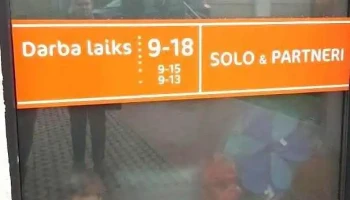 Darba laiks 9-18
9-15
9-13
SOLO & PARTNERI